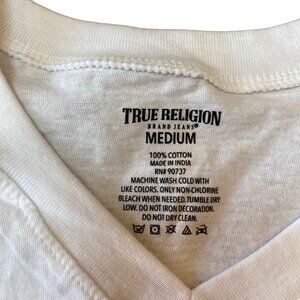 TRUE RELIGION
BRAND JEANS®
MEDIUM
100% COTTON
MADE IN INDIA
RN# 90737
MACHINE WASH COLD WITH
LIKE COLORS. ONLY NON-CHLORINE
BLEACH WHEN NEEDED. TUMBLE DRY
LOW. DO NOT IRON DECORATION.
DO NOT DRY CLEAN.